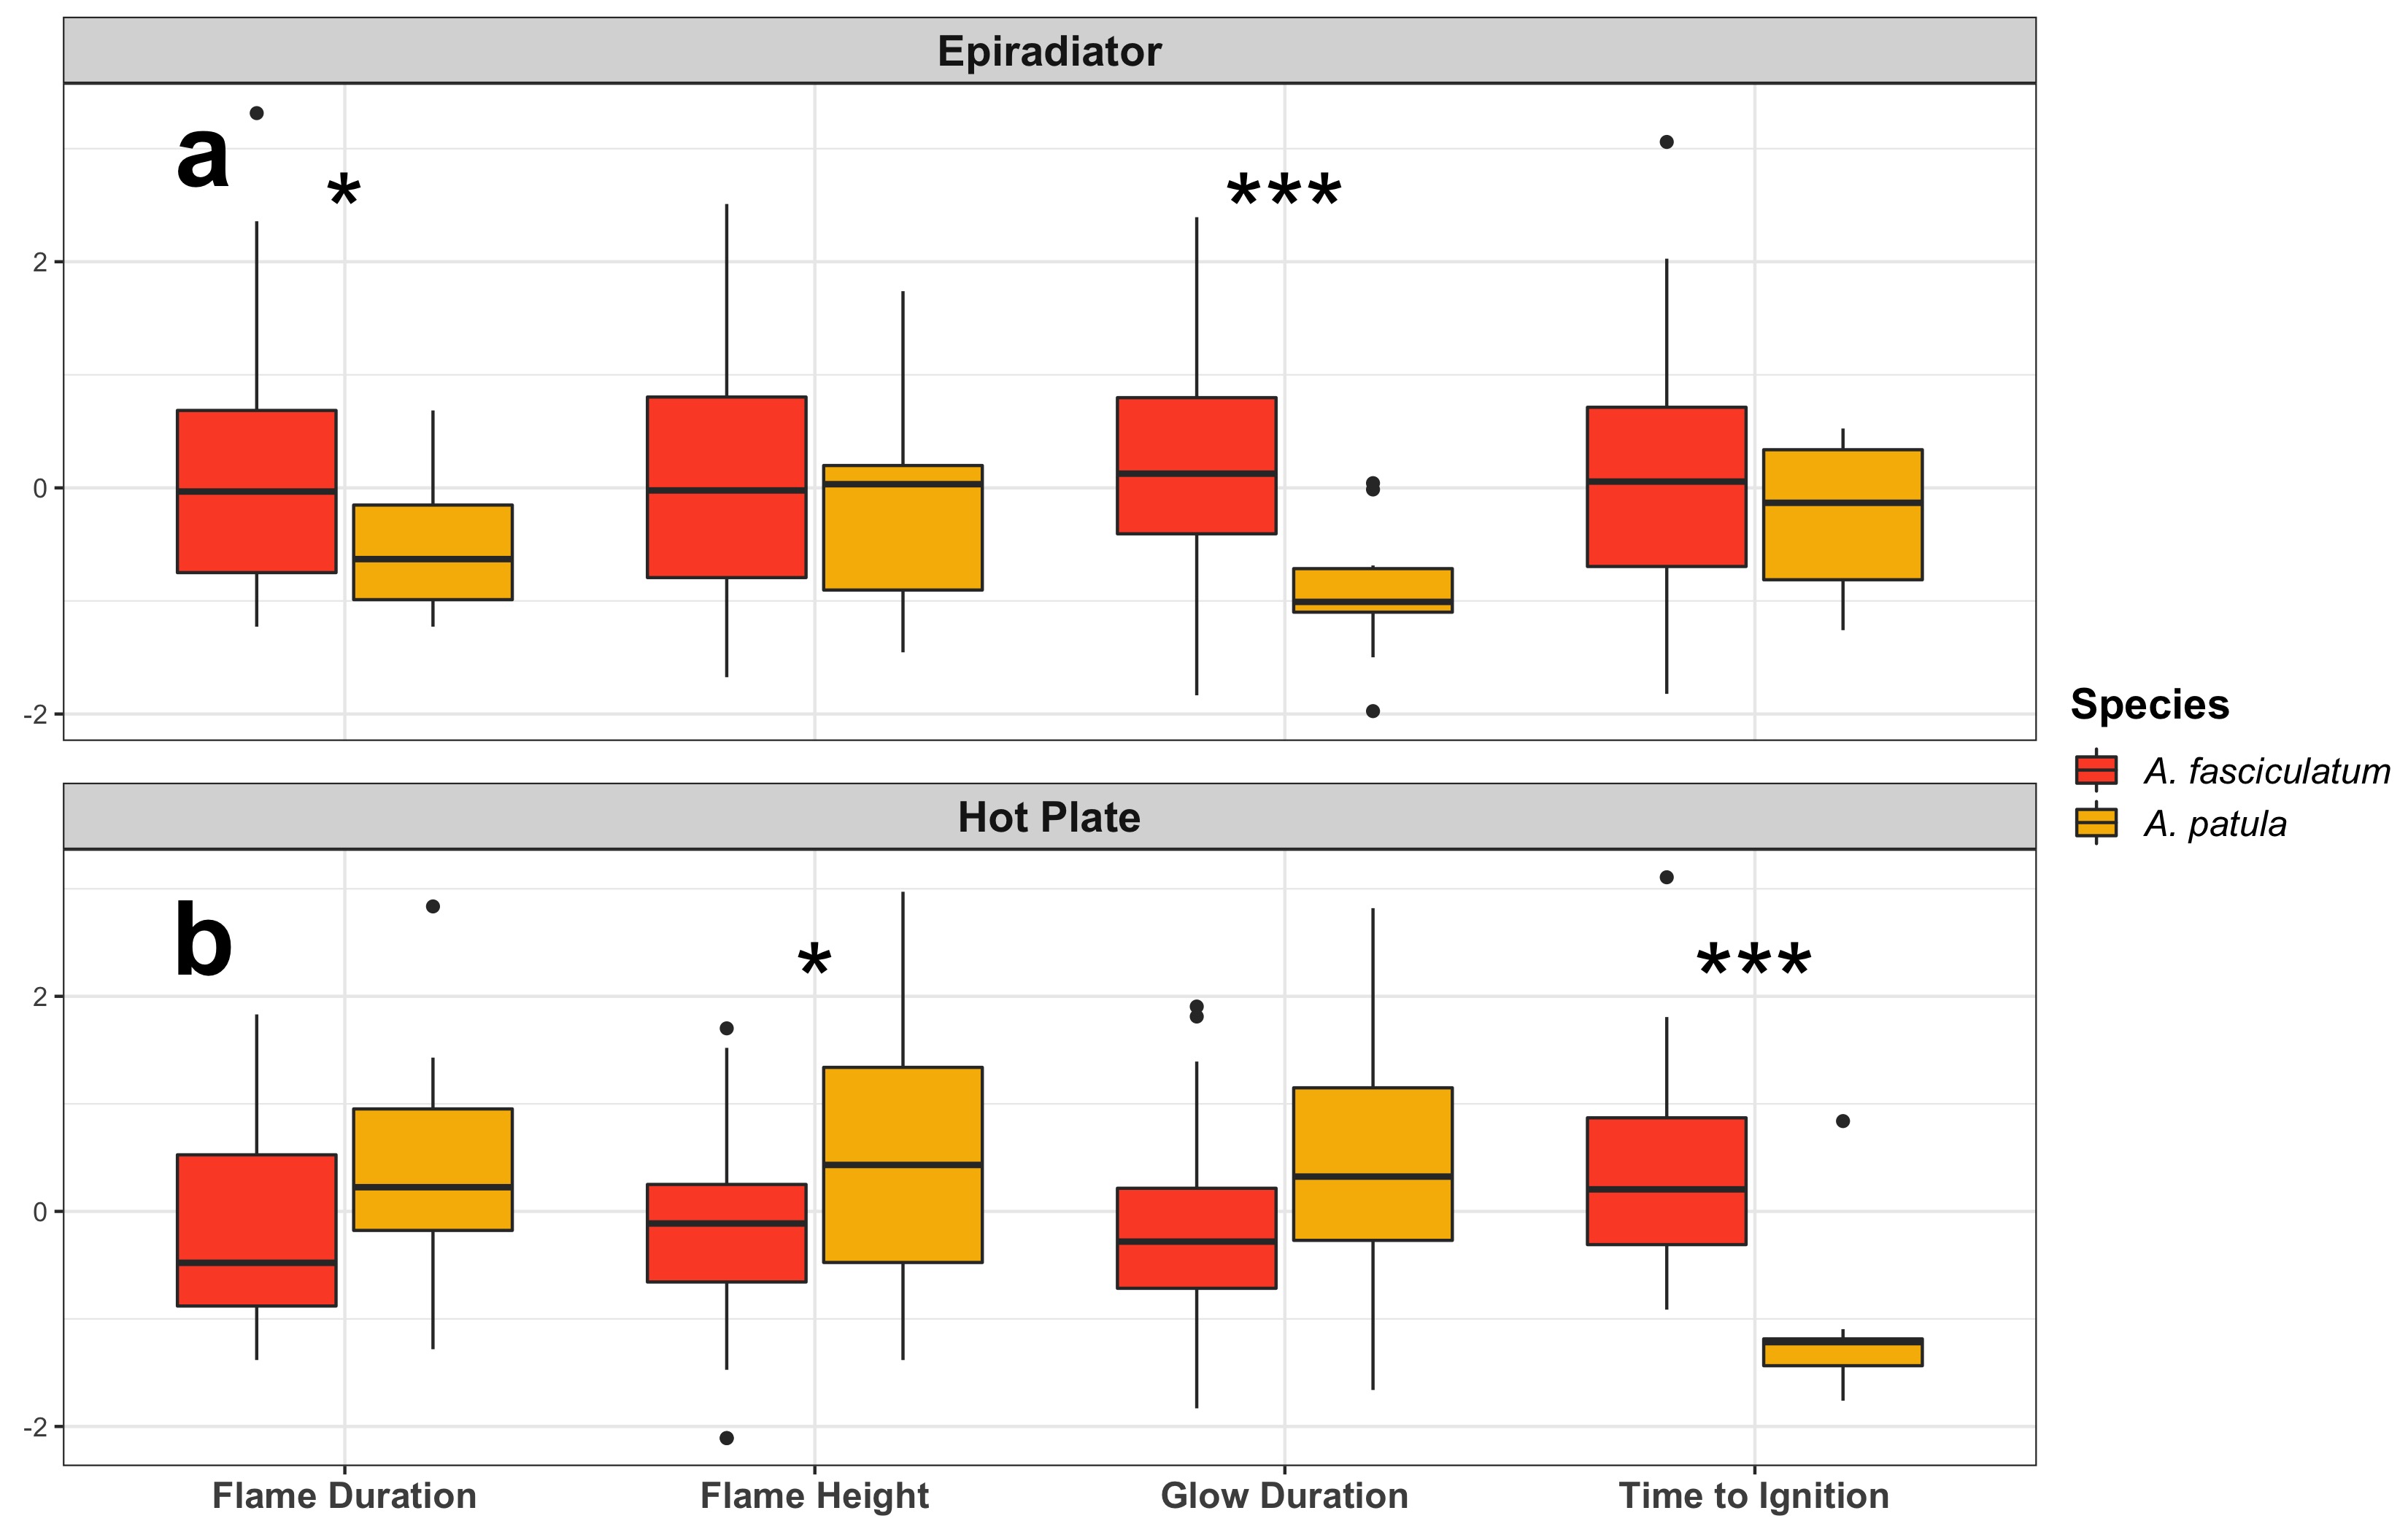 Epiradiator
a
*
***
2
0
-2
Hot Plate
b
*
***
2
0
-2
Flame Duration
Flame Height
Glow Duration
Time to Ignition
Species
A. fasciculatum
A. patula